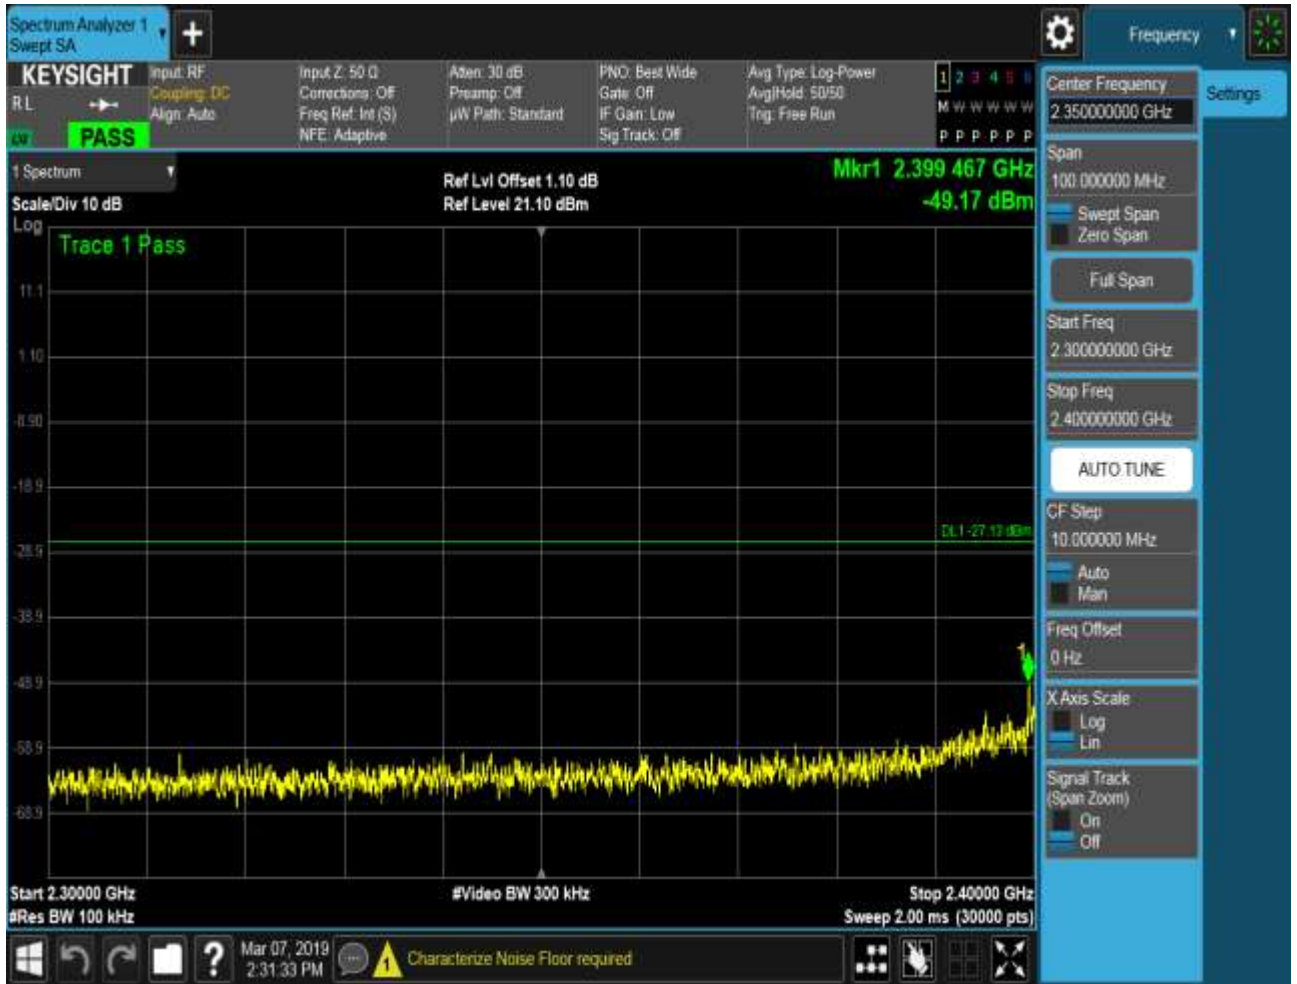 Spectrum Analyzer 1
Swept SA
Frequency
KEYSIGHT
R L
PASS
Input: RF
Coupling: DC
Align: Auto
Input Z: 50 Ω
Corrections: Off
Freq Ref: Int (S)
NFE: Adaptive
Atten: 30 dB
Preamp: Off
µW Path: Standard
PNO: Best Wide
Gate: Off
IF Gain: Low
Sig Track: Off
Avg Type: Log-Power
Avg|Hold: 50/50
Trig: Free Run
1 2 3 4 5 6
M W W W W W
P P P P P P
1 Spectrum
Scale/Div 10 dB
Log
Ref Lvl Offset 1.10 dB
Ref Level 21.10 dBm
Mkr1 2.399 467 GHz
-49.17 dBm
Trace 1 Pass
11.1
1.10
-8.90
-18.9
DL1 -27.13 dBm
-28.9
-38.9
1
-48.9
-58.9
-68.9
Start 2.30000 GHz
#Video BW 300 kHz
Stop 2.40000 GHz
#Res BW 100 kHz
Sweep 2.00 ms (30000 pts)
Center Frequency
2.350000000 GHz
Settings
Span
100.000000 MHz
Swept Span
Zero Span
Full Span
Start Freq
2.300000000 GHz
Stop Freq
2.400000000 GHz
AUTO TUNE
CF Step
10.000000 MHz
Auto
Man
Freq Offset
0 Hz
X Axis Scale
Log
Lin
Signal Track
(Span Zoom)
On
Off
?
Mar 07, 2019
2:31:33 PM
1
Characterize Noise Floor required